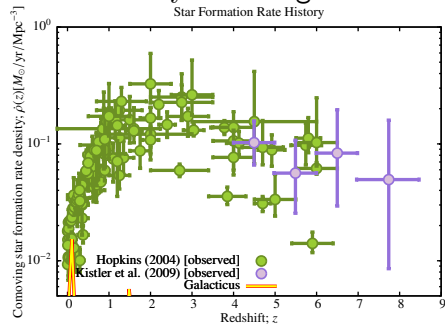 Star Formation Rate History
Comoving star formation rate density; ρ̇(z) [M⊙/yr/Mpc⁻³]
10⁰
10⁻¹
10⁻²
Hopkins (2004) [observed]
Kistler et al. (2009) [observed]
Galacticus
0 1 2 3 4 5 6 7 8 9
Redshift; z